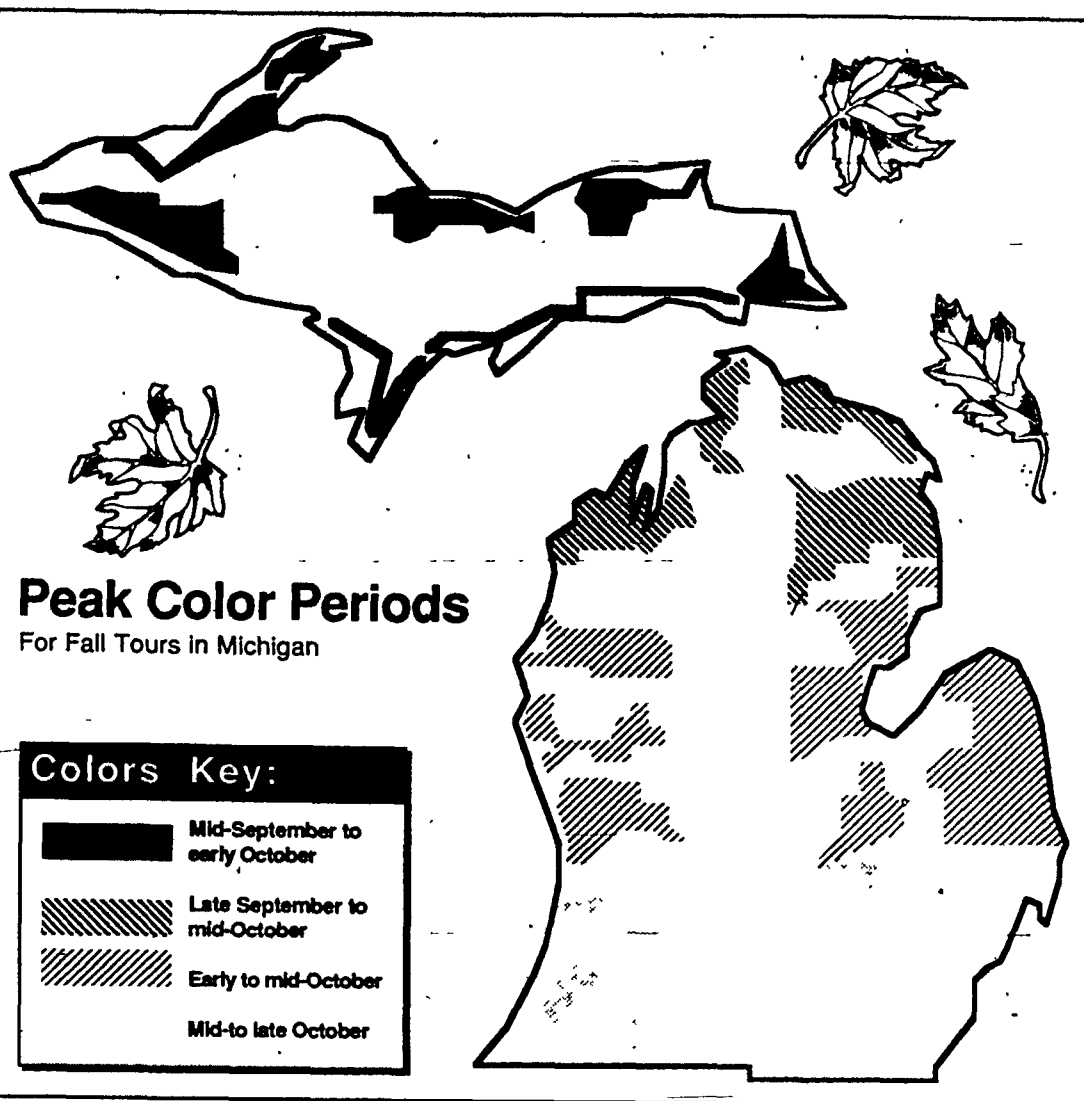 Peak Color Periods
For Fall Tours in Michigan
Colors Key:
Mid-September to
early October
Late September to
mid-October
Early to mid-October
Mid-to late October